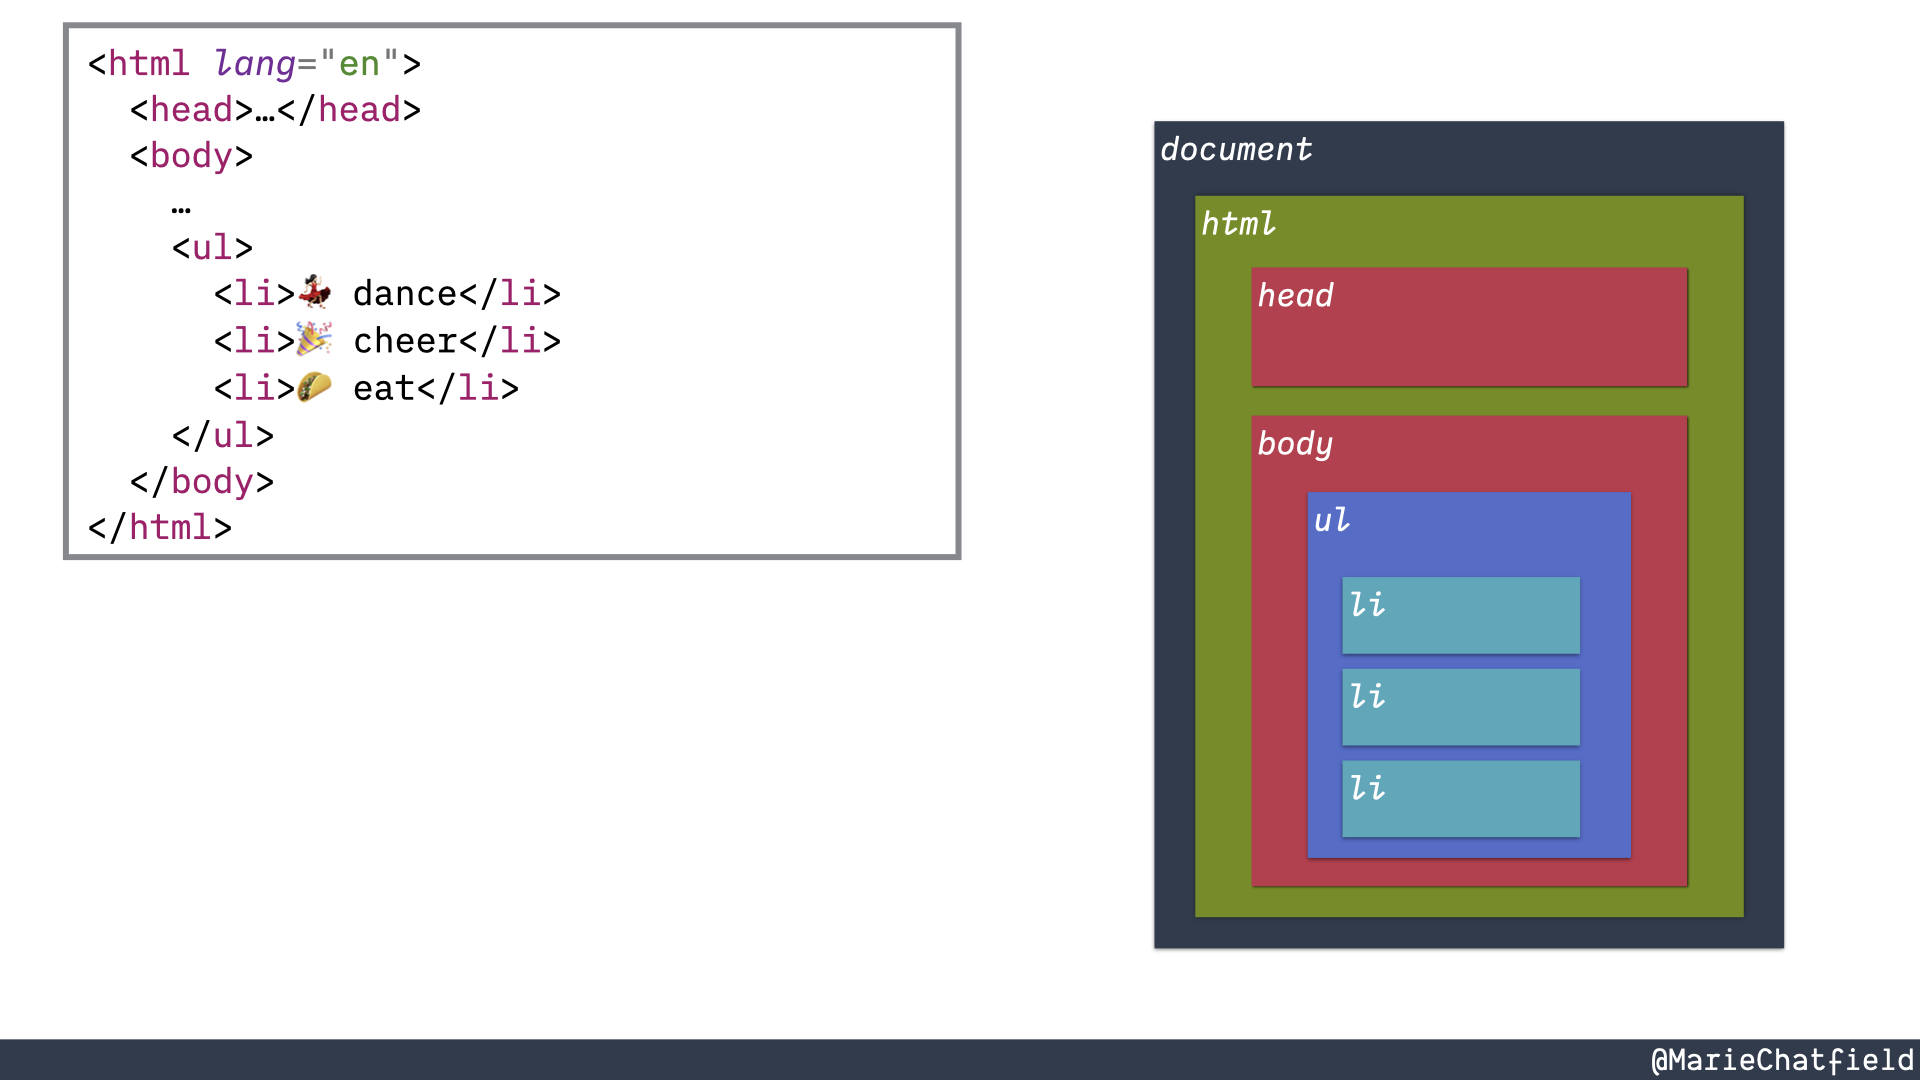 <html lang="en">
  <head>…</head>
  <body>
    …
    <ul>
      <li>💃🏻 dance</li>
      <li>🎉 cheer</li>
      <li>🌮 eat</li>
    </ul>
  </body>
</html>
document
html
head
body
ul
li
li
li
@MarieChatfield